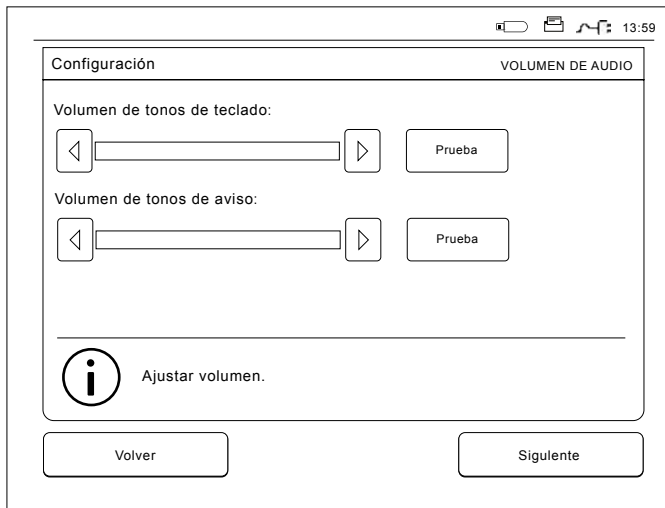 13:59
Configuración VOLUMEN DE AUDIO
Volumen de tonos de teclado:
Prueba
Volumen de tonos de aviso:
Prueba
Ajustar volumen.
Volver Sigulente